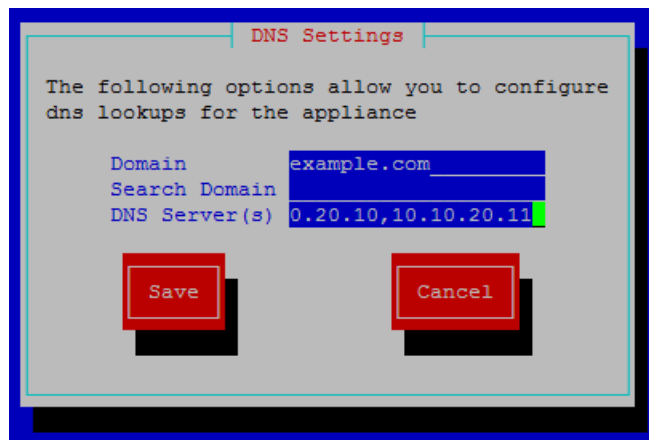 DNS Settings
The following options allow you to configure
dns lookups for the appliance
Domain example.com
Search Domain
DNS Server(s) 0.20.10,10.10.20.11
Save Cancel